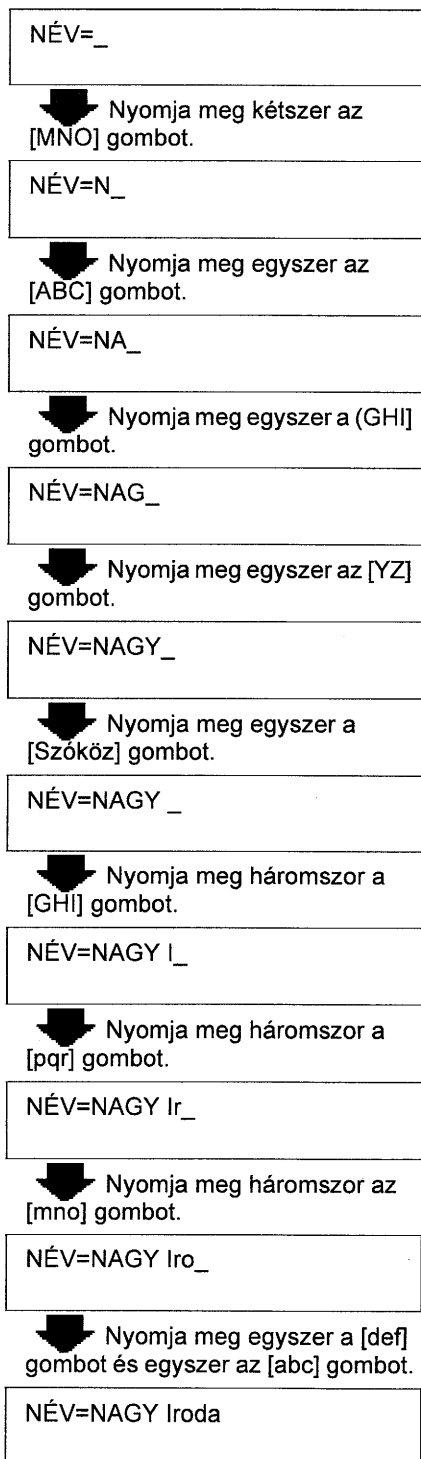 NÉV=_
Nyomja meg kétszer az
[MNO] gombot.
NÉV=N_
Nyomja meg egyszer az
[ABC] gombot.
NÉV=NA_
Nyomja meg egyszer a (GHI]
gombot.
NÉV=NAG_
Nyomja meg egyszer az [YZ]
gombot.
NÉV=NAGY_
Nyomja meg egyszer a
[Szóköz] gombot.
NÉV=NAGY _
Nyomja meg háromszor a
[GHI] gombot.
NÉV=NAGY I_
Nyomja meg háromszor a
[pqr] gombot.
NÉV=NAGY Ir_
Nyomja meg háromszor az
[mno] gombot.
NÉV=NAGY Iro_
Nyomja meg egyszer a [def]
gombot és egyszer az [abc] gombot.
NÉV=NAGY Iroda